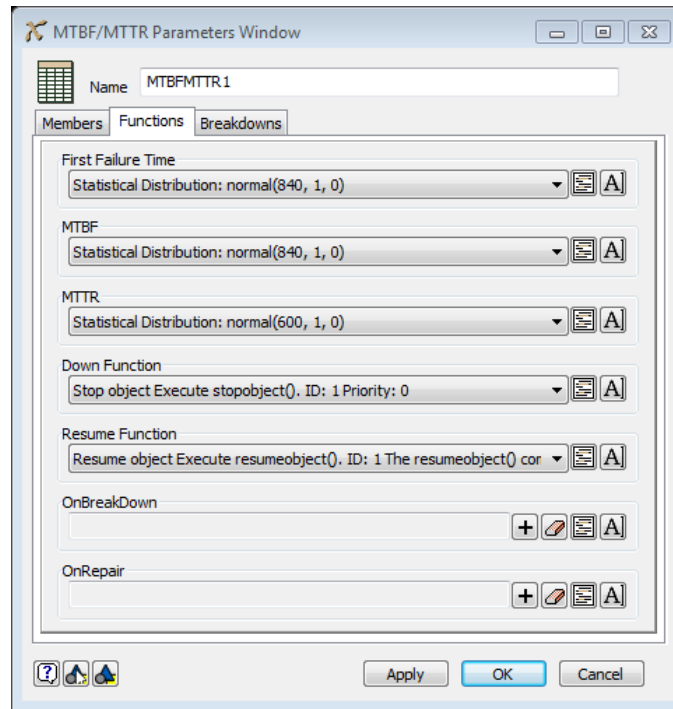 MTBF/MTTR Parameters Window
Name MTBFMTTR1
Members Functions Breakdowns
First Failure Time
Statistical Distribution: normal(840, 1, 0)
A]
MTBF
Statistical Distribution: normal(840, 1, 0)
A]
MTTR
Statistical Distribution: normal(600, 1, 0)
A]
Down Function
Stop object Execute stopobject(). ID: 1 Priority: 0
A]
Resume Function
Resume object Execute resumeobject(). ID: 1 The resumeobject() cor
A]
OnBreakDown
+ A]
OnRepair
+ A]
? Apply OK Cancel